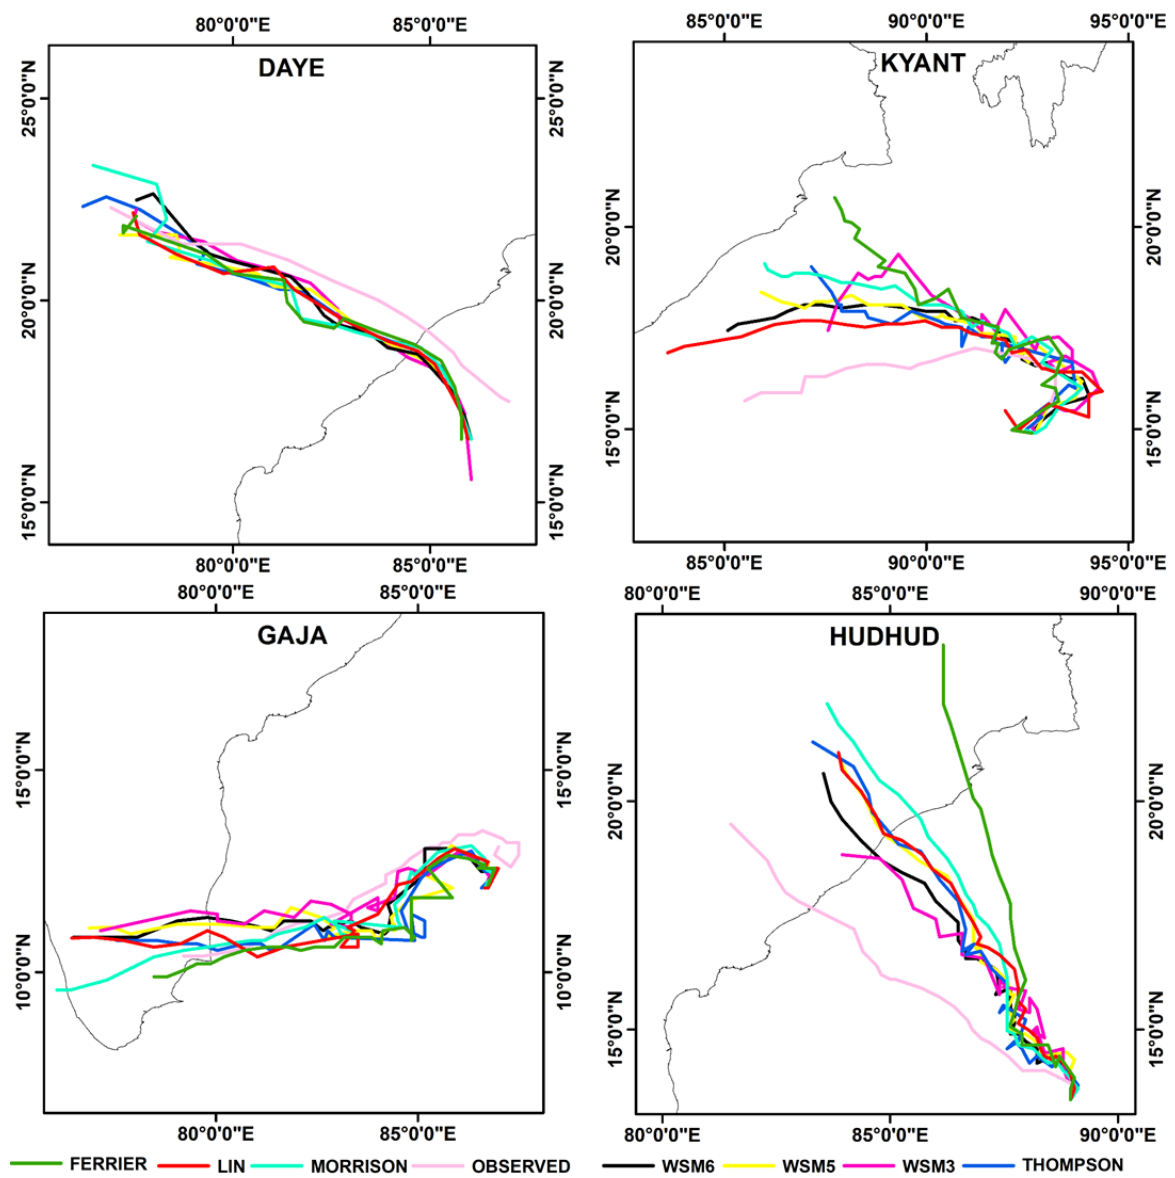 80°0'0"E 85°0'0"E
DAYE
25°0'0"N 25°0'0"N
20°0'0"N 20°0'0"N
15°0'0"N 15°0'0"N
80°0'0"E 85°0'0"E
85°0'0"E 90°0'0"E 95°0'0"E
KYANT
20°0'0"N 20°0'0"N
15°0'0"N 15°0'0"N
85°0'0"E 90°0'0"E 95°0'0"E
80°0'0"E 85°0'0"E
GAJA
15°0'0"N 15°0'0"N
10°0'0"N 10°0'0"N
80°0'0"E 85°0'0"E
80°0'0"E 85°0'0"E 90°0'0"E
HUDHUD
20°0'0"N 20°0'0"N
15°0'0"N 15°0'0"N
80°0'0"E 85°0'0"E 90°0'0"E
FERRIER LIN MORRISON OBSERVED WSM6 WSM5 WSM3 THOMPSON